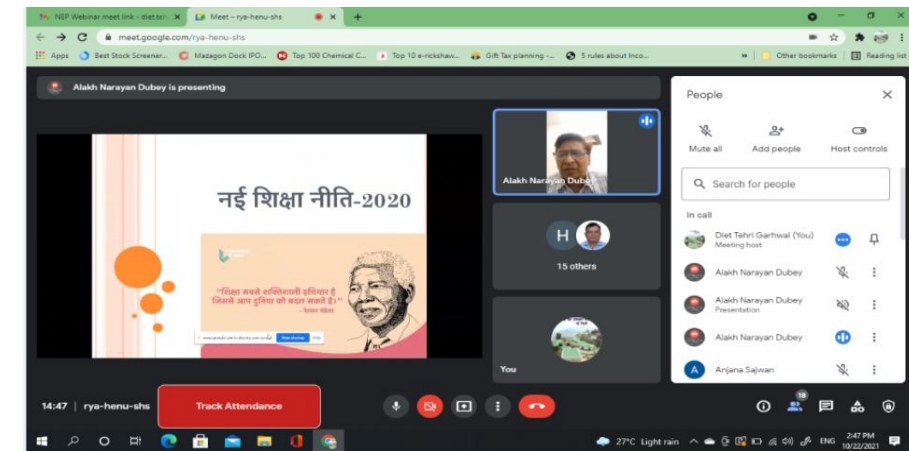 NEP Webinar meet link - diet.teh
Meet – rya-henu-shs
meet.google.com/rya-henu-shs
Apps
Best Stock Screener...
Mazagon Dock IPO...
Top 100 Chemical C...
Top 10 e-rickshaw...
Gift Tax planning -...
5 rules about Inco...
Other bookmarks
Reading list
Alakh Narayan Dubey is presenting
नई शिक्षा नीति-2020
“शिक्षा सबसे शक्तिशाली हथियार है
जिससे आप दुनिया को बदल सकते है।”
- नेल्सन मंडेला
Stop sharing
Hide
Alakh Narayan Dubey
H
15 others
You
People
Mute all
Add people
Host controls
Search for people
In call
Diet Tehri Garhwal (You)
Meeting host
Alakh Narayan Dubey
Alakh Narayan Dubey
Presentation
Alakh Narayan Dubey
A
Anjana Sajwan
14:47 | rya-henu-shs
Track Attendance
18
27°C Light rain
ENG
2:47 PM
10/22/2021